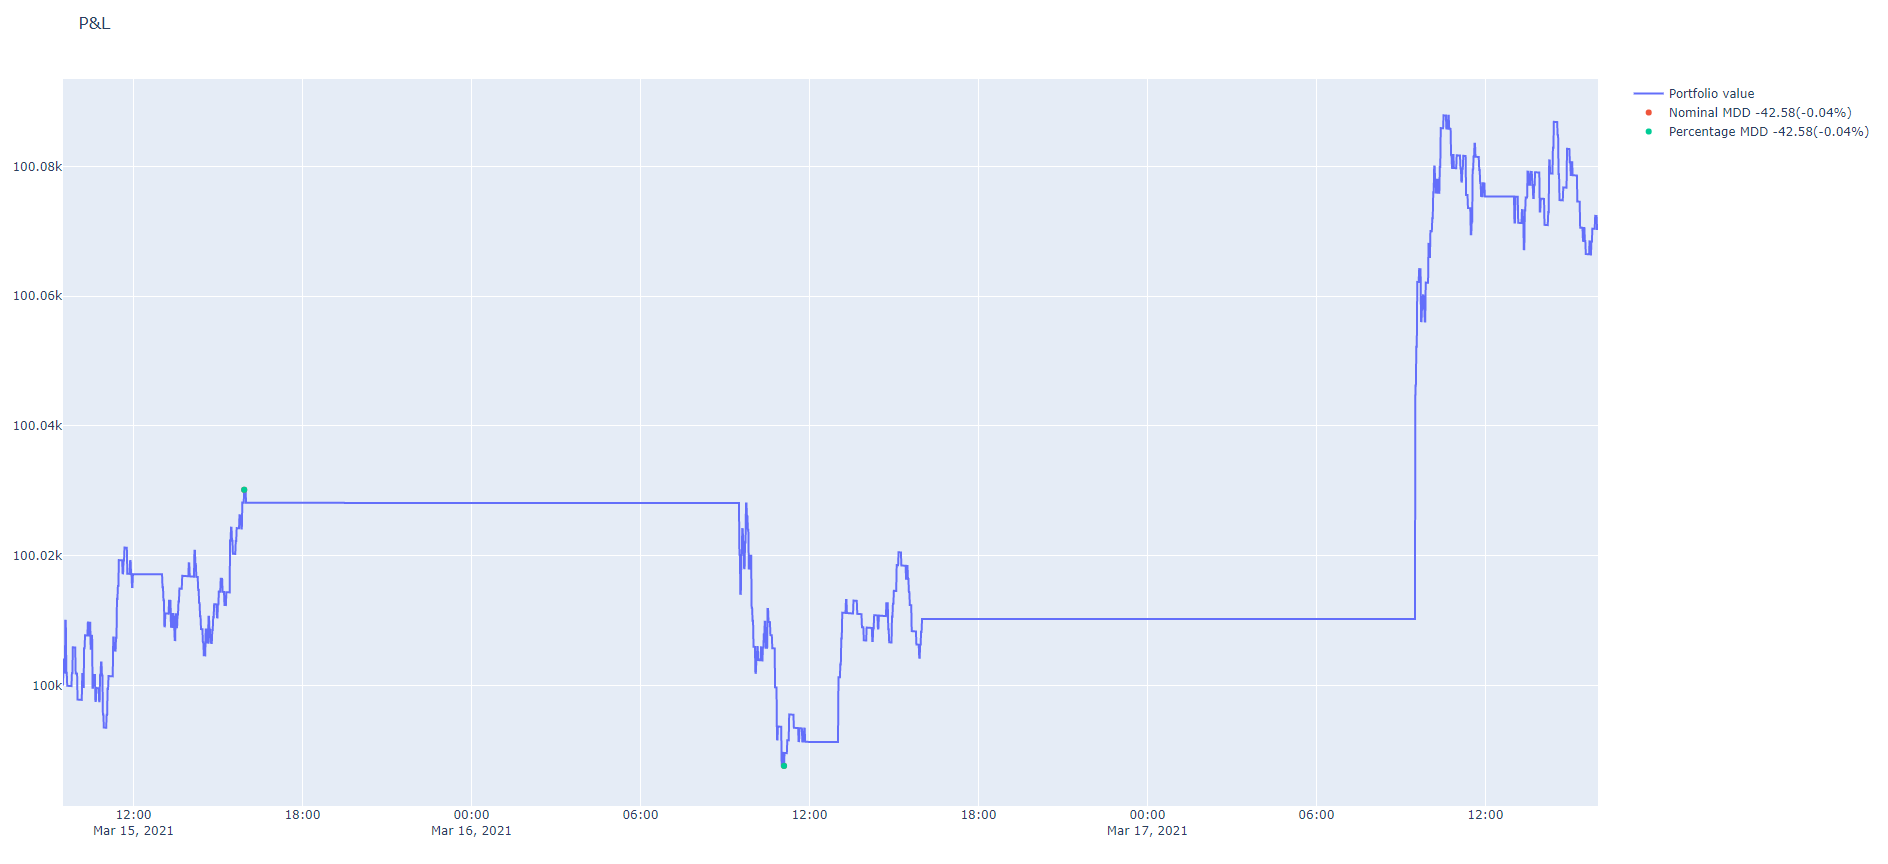 P&L
Portfolio value
Nominal MDD -42.58(-0.04%)
Percentage MDD -42.58(-0.04%)
100.08k
100.06k
100.04k
100.02k
100k
12:00
Mar 15, 2021
18:00
00:00
Mar 16, 2021
06:00
12:00
18:00
00:00
Mar 17, 2021
06:00
12:00